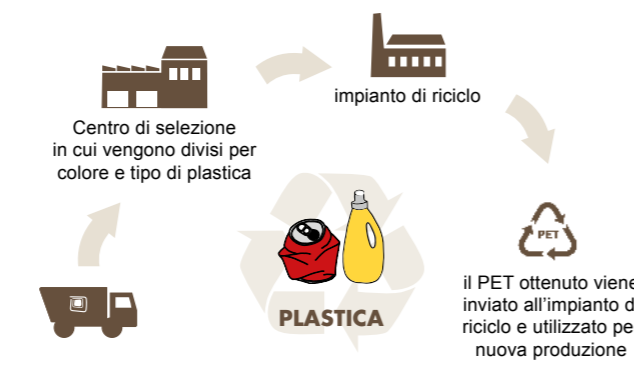 Centro di selezione
in cui vengono divisi per
colore e tipo di plastica
impianto di riciclo
PET
il PET ottenuto viene
inviato all’impianto d
riciclo e utilizzato pe
nuova produzione
PLASTICA